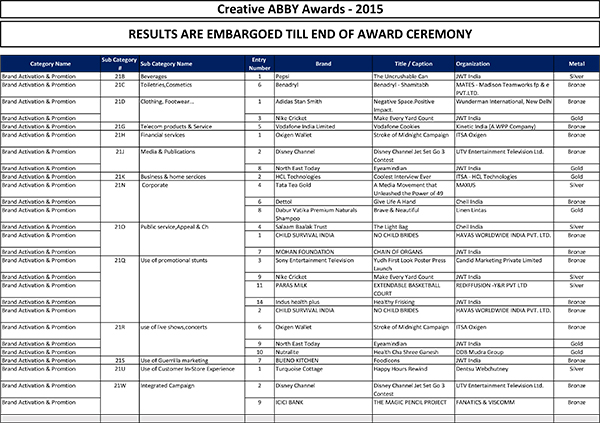 Creative ABBY Awards - 2015
RESULTS ARE EMBARGOED TILL END OF AWARD CEREMONY
Category Name Sub Category # Sub Category Name Entry Number Brand Title / Caption Organization Metal
Brand Activation & Promtion 21B Beverages 1 Pepsi The Uncrushable Can JWT India Silver
Brand Activation & Promtion 21C Toiletries,Cosmetics 6 Benadryl Benadryl - Shamitabh MATES - Madison Teamworks fp & e PVT.LTD. Bronze
Brand Activation & Promtion 21D Clothing, Footwear... 1 Adidas Stan Smith Negative Space.Positive Impact. Wunderman International, New Delhi Bronze
Brand Activation & Promtion 3 Nike Cricket Make Every Yard Count JWT India Gold
Brand Activation & Promtion 21G Telecom products & Service 5 Vodafone India Limited Vodafone Cookies Kinetic India (A WPP Company) Bronze
Brand Activation & Promtion 21H Financial services 1 Oxigen Wallet Stroke of Midnight Campaign ITSA Oxigen Bronze
Brand Activation & Promtion 21J Media & Publications 2 Disney Channel Disney Channel Jet Set Go 3 Contest UTV Entertainment Television Ltd. Bronze
Brand Activation & Promtion 8 North East Today Eyeamindian JWT India Gold
Brand Activation & Promtion 21K Business & home services 2 HCL Technologies Coolest Interview Ever ITSA - HCL Technologies Gold
Brand Activation & Promtion 21N Corporate 4 Tata Tea Gold A Media Movement that Unleashed the Power of 49 MAXUS Silver
Brand Activation & Promtion 6 Dettol Give Life A Hand Cheil India Bronze
Brand Activation & Promtion 8 Dabur Vatika Premium Naturals Shampoo Brave & Beautiful Linen Lintas Gold
Brand Activation & Promtion 21O Public service,Appeal & Ch 4 Salaam Baalak Trust The Light Bag Cheil India Silver
Brand Activation & Promtion 1 CHILD SURVIVAL INDIA NO CHILD BRIDES HAVAS WORLDWIDE INDIA PVT. LTD. Bronze
Brand Activation & Promtion 7 MOHAN FOUNDATION CHAIN OF ORGANS JWT India Bronze
Brand Activation & Promtion 21Q Use of promotional stunts 3 Sony Entertainment Television Yudh First Look Poster Press Launch Candid Marketing Private Limited Bronze
Brand Activation & Promtion 9 Nike Cricket Make Every Yard Count JWT India Silver
Brand Activation & Promtion 11 PARAS MILK EXTENDABLE BASKETBALL COURT REDIFFUSION -Y&R PVT LTD Silver
Brand Activation & Promtion 14 Indus health plus Healthy Frisking JWT India Bronze
Brand Activation & Promtion 2 CHILD SURVIVAL INDIA NO CHILD BRIDES HAVAS WORLDWIDE INDIA PVT. LTD. Bronze
Brand Activation & Promtion 21R use of live shows,concerts 6 Oxigen Wallet Stroke of Midnight Campaign ITSA Oxigen Bronze
Brand Activation & Promtion 9 North East Today Eyeamindian JWT India Gold
Brand Activation & Promtion 10 Nutralite Health Cha Shree Ganesh DDB Mudra Group Gold
Brand Activation & Promtion 21S Use of Guerrilla marketing 7 BUENO KITCHEN Foodicons JWT India Bronze
Brand Activation & Promtion 21U Use of Customer In-Store Experience 1 Turquoise Cottage Happy Hours Rewind Dentsu Webchutney Silver
Brand Activation & Promtion 21W Integrated Campaign 2 Disney Channel Disney Channel Jet Set Go 3 Contest UTV Entertainment Television Ltd. Bronze
Brand Activation & Promtion 9 ICICI BANK THE MAGIC PENCIL PROJECT FANATICS & VISCOMM Bronze